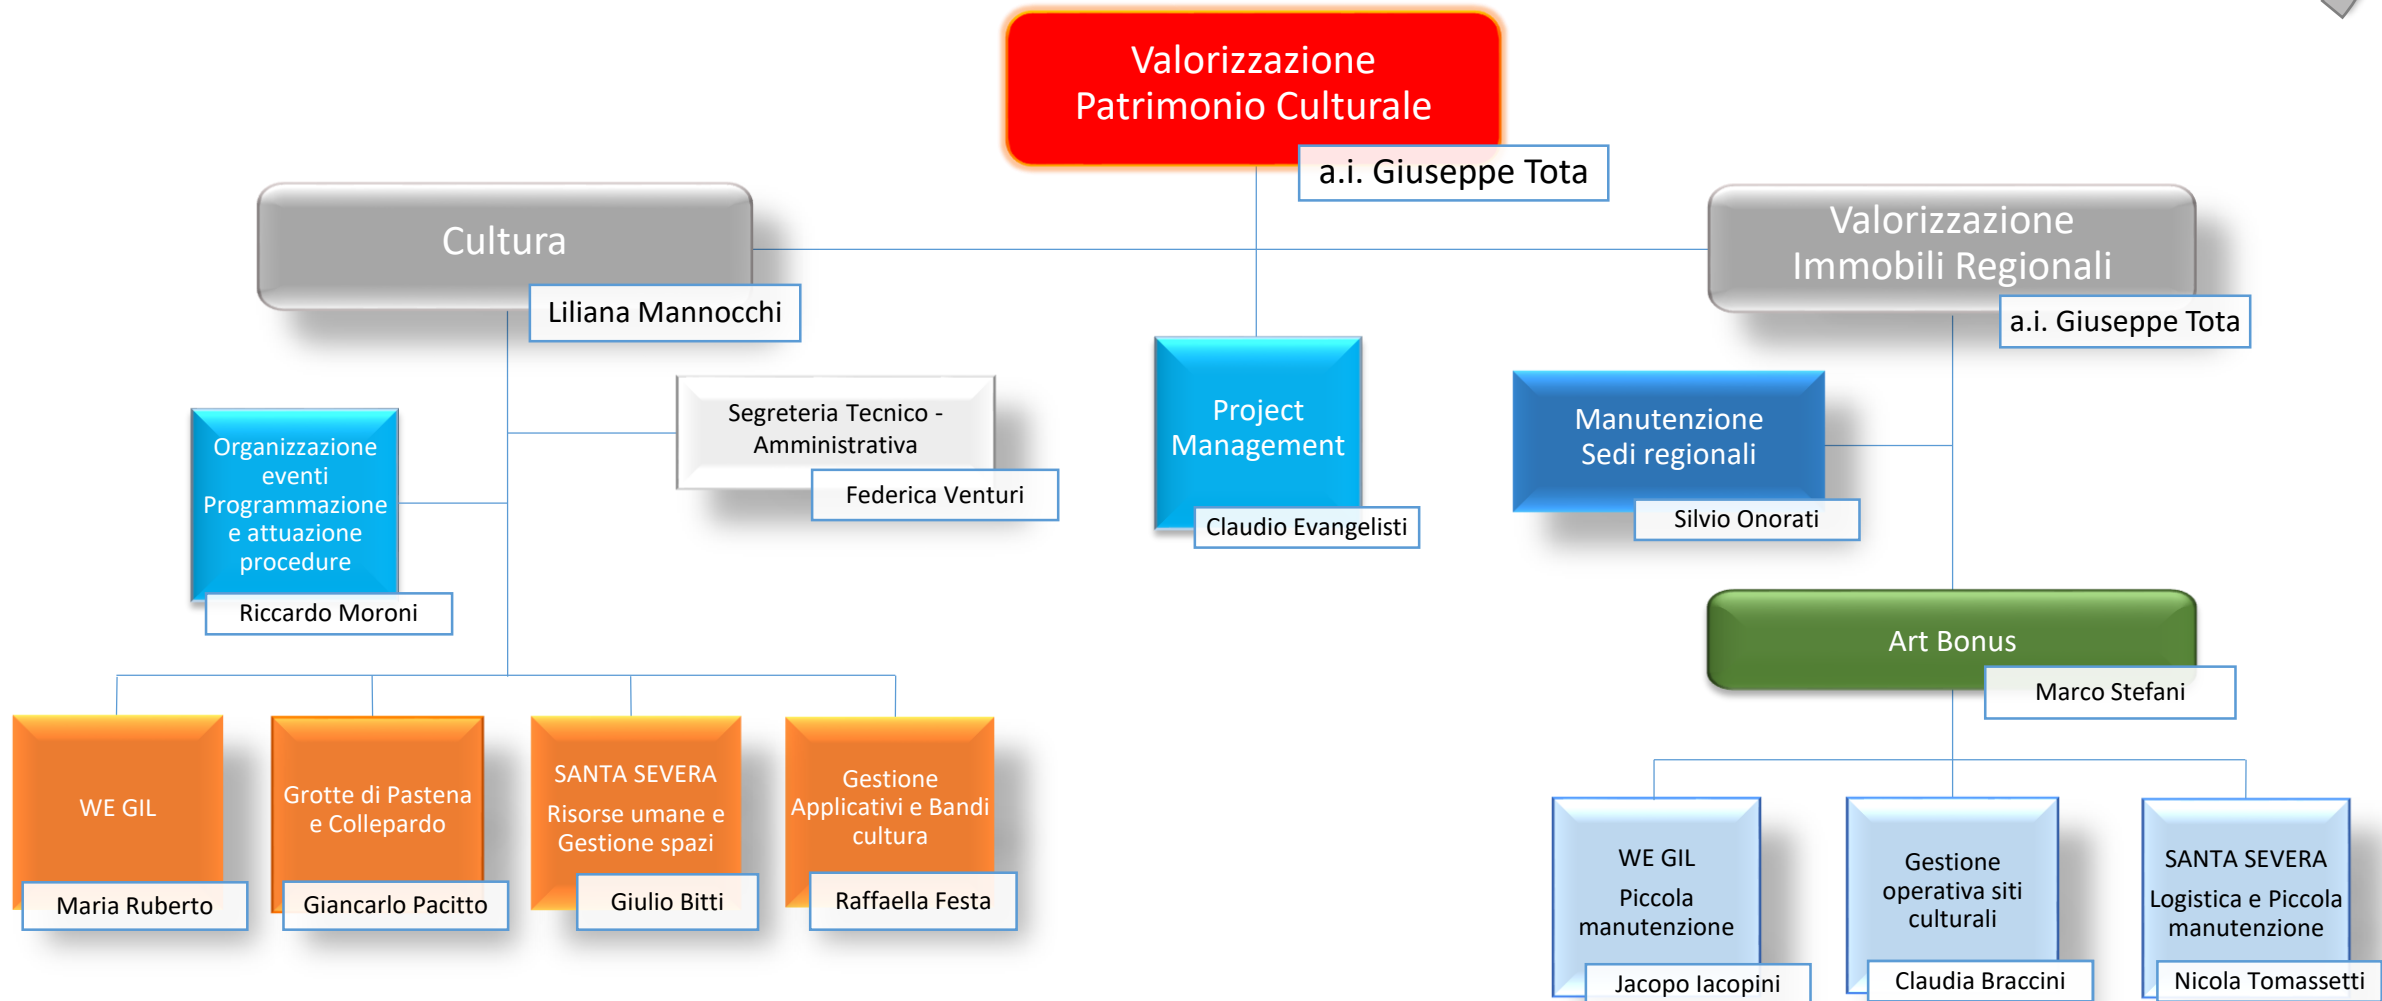 Valorizzazione
Patrimonio Culturale
a.i. Giuseppe Tota
Cultura
Liliana Mannocchi
Valorizzazione
Immobili Regionali
a.i. Giuseppe Tota
Organizzazione
eventi
Programmazione
e attuazione
procedure
Riccardo Moroni
Segreteria Tecnico -
Amministrativa
Federica Venturi
Project
Management
Claudio Evangelisti
Manutenzione
Sedi regionali
Silvio Onorati
Art Bonus
Marco Stefani
WE GIL
Maria Ruberto
Grotte di Pastena
e Collepardo
Giancarlo Pacitto
SANTA SEVERA
Risorse umane e
Gestione spazi
Giulio Bitti
Gestione
Applicativi e Bandi
cultura
Raffaella Festa
WE GIL
Piccola
manutenzione
Jacopo Iacopini
Gestione
operativa siti
culturali
Claudia Braccini
SANTA SEVERA
Logistica e Piccola
manutenzione
Nicola Tomassetti